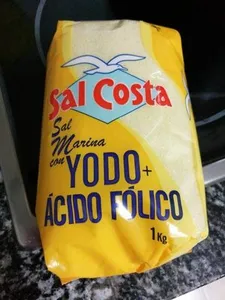 Sal Costa
Sal
Marina
con
YODO+
ÁCIDO FÓLICO
1Kg